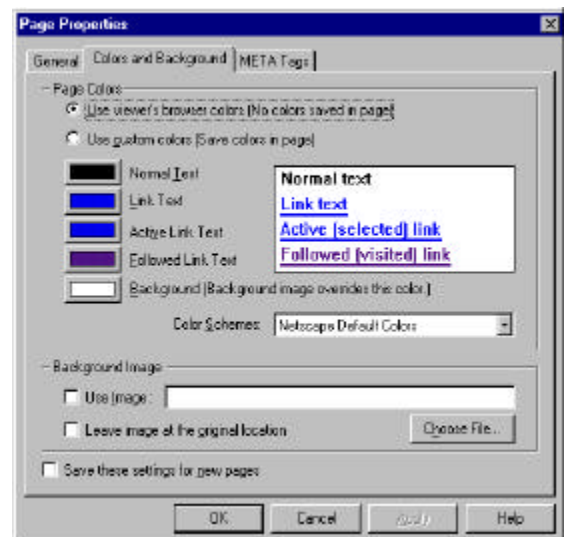 Page Properties
General Colors and Background META Tags
Page Colors
Use viewer's browser colors (No colors saved in page)
Use custom colors (Save colors in page)
Normal Text
Link Text
Active Link Text
Followed Link Text
Normal text
Link text
Active (selected) link
Followed (visited) link
Background (Background image overrides this color.)
Color Schemes: Netscape Default Colors
Background Image
Use Image:
Leave image at the original location
Choose File...
Save these settings for new pages
OK Cancel Apply Help